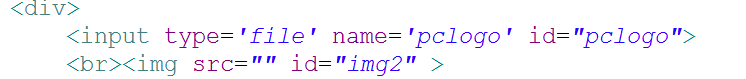 <div>
<input type='file' name='pclogo' id="pclogo">
<br><img src="" id="img2" >